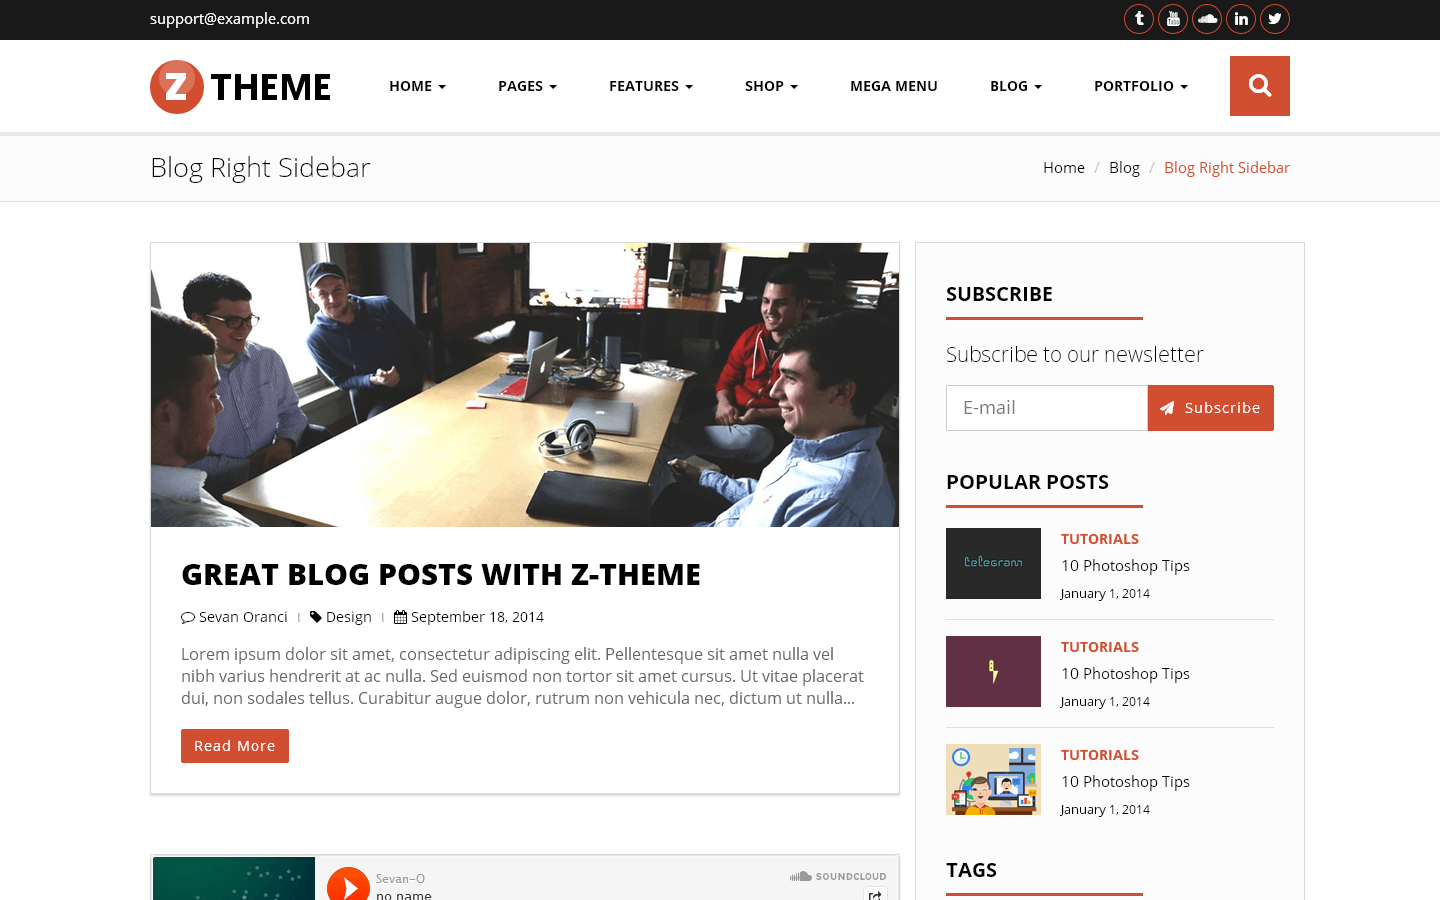 support@example.com
Z THEME
HOME
PAGES
FEATURES
SHOP
MEGA MENU
BLOG
PORTFOLIO
Blog Right Sidebar
Home / Blog / Blog Right Sidebar
GREAT BLOG POSTS WITH Z-THEME
Sevan Oranci
Design
September 18, 2014
Lorem ipsum dolor sit amet, consectetur adipiscing elit. Pellentesque sit amet nulla vel
nibh varius hendrerit at ac nulla. Sed euismod non tortor sit amet cursus. Ut vitae placerat
dui, non sodales tellus. Curabitur augue dolor, rutrum non vehicula nec, dictum ut nulla...
Read More
Sevan-O
no name
SOUNDCLOUD
SUBSCRIBE
Subscribe to our newsletter
E-mail
Subscribe
POPULAR POSTS
telegram
TUTORIALS
10 Photoshop Tips
January 1, 2014
TUTORIALS
10 Photoshop Tips
January 1, 2014
TUTORIALS
10 Photoshop Tips
January 1, 2014
TAGS